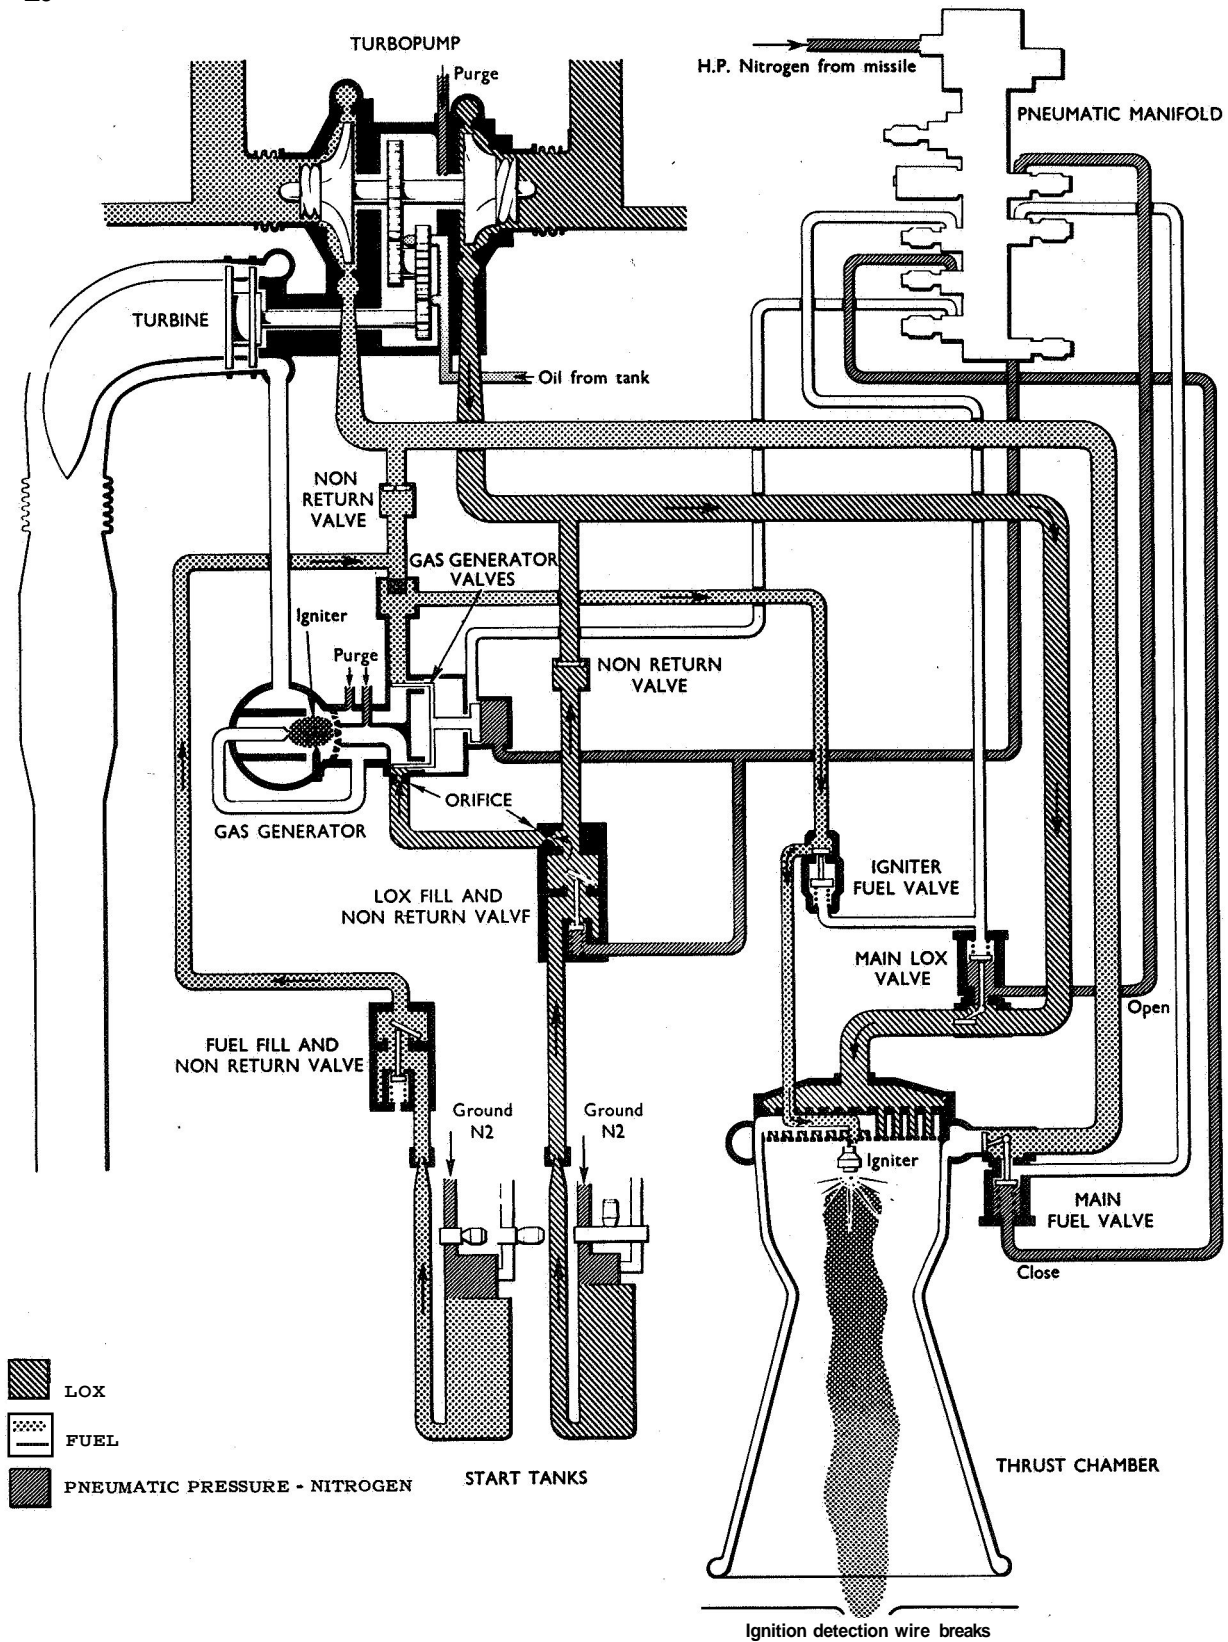 TURBOPUMP
Purge
H.P. Nitrogen from missile
PNEUMATIC MANIFOLD
TURBINE
Oil from tank
NON
RETURN
VALVE
GAS GENERATOR
VALVES
Igniter
Purge
NON RETURN
VALVE
ORIFICE
GAS GENERATOR
IGNITER
FUEL VALVE
LOX FILL AND
NON RETURN VALVF
MAIN LOX
VALVE
Open
FUEL FILL AND
NON RETURN VALVE
Ground
N2
Ground
N2
Igniter
MAIN
FUEL VALVE
Close
LOX
FUEL
PNEUMATIC PRESSURE - NITROGEN
START TANKS
THRUST CHAMBER
Ignition detection wire breaks